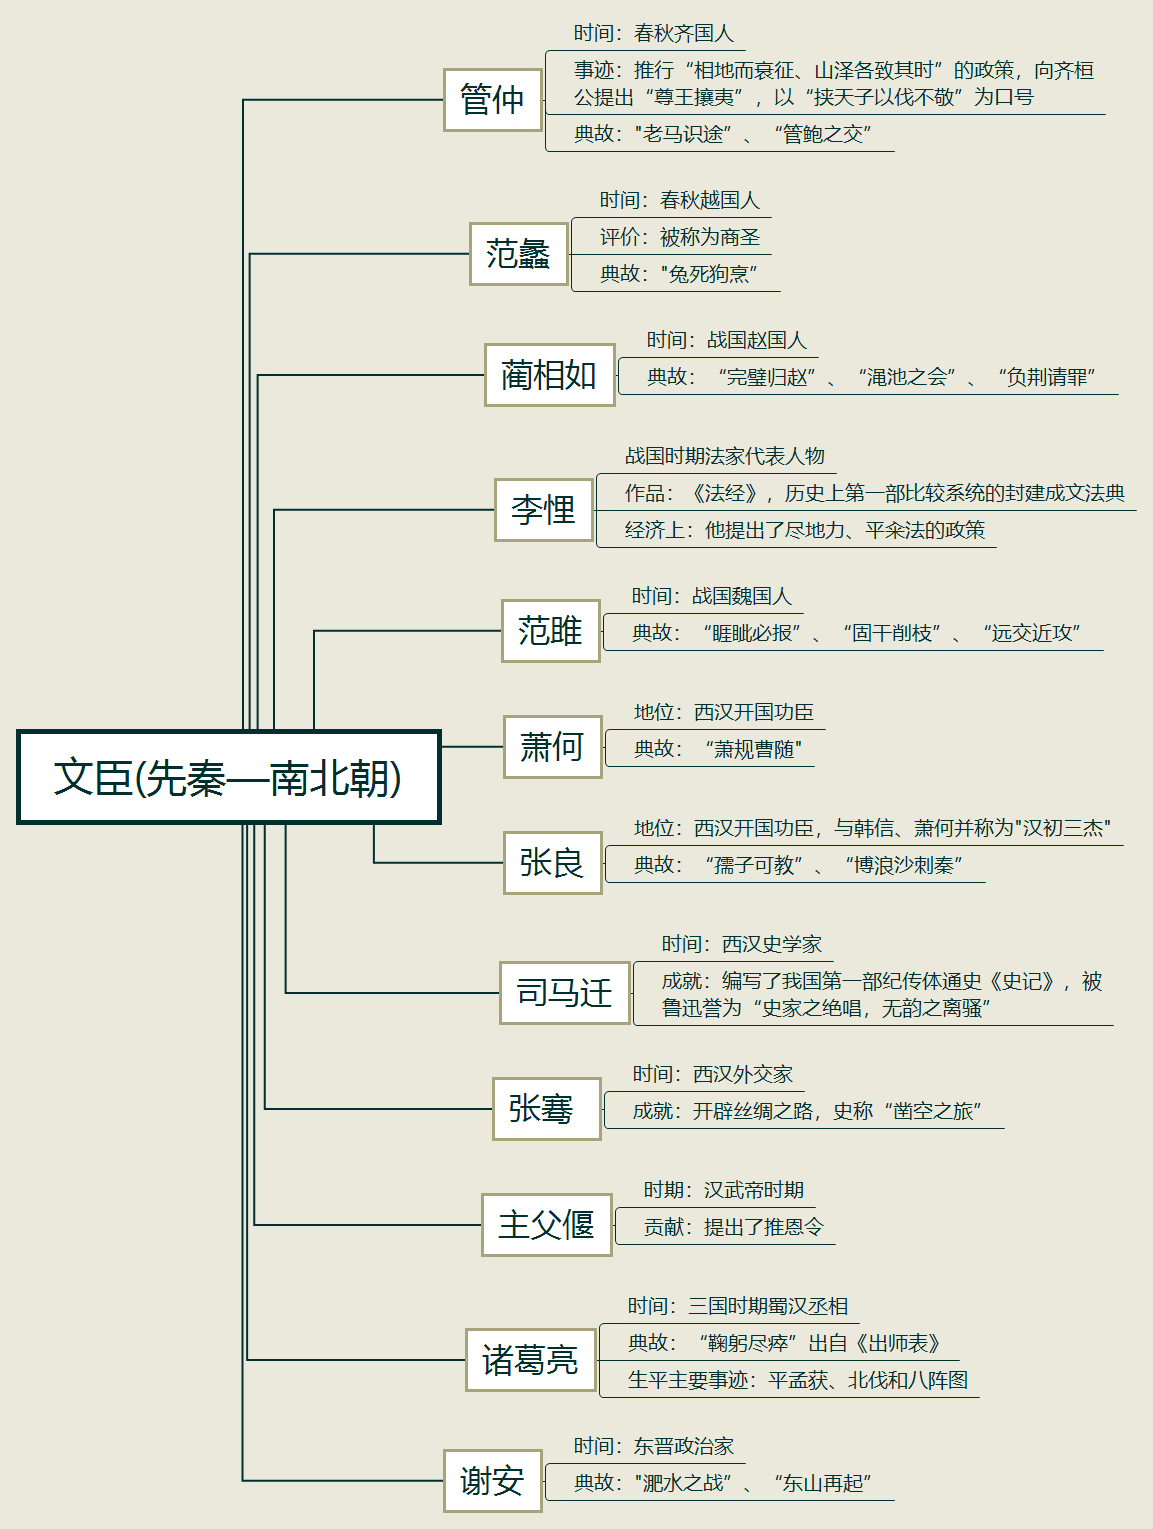 文臣(先秦—南北朝)
管仲
时间：春秋齐国人
事迹：推行“相地而衰征、山泽各致其时”的政策，向齐桓
公提出“尊王攘夷”，以“挟天子以伐不敬”为口号
典故："老马识途”、“管鲍之交”
范蠡
时间：春秋越国人
评价：被称为商圣
典故："兔死狗烹”
蔺相如
时间：战国赵国人
典故：“完璧归赵”、“渑池之会”、“负荆请罪”
李悝
战国时期法家代表人物
作品：《法经》，历史上第一部比较系统的封建成文法典
经济上：他提出了尽地力、平籴法的政策
范雎
时间：战国魏国人
典故：“睚眦必报”、“固干削枝”、“远交近攻”
萧何
地位：西汉开国功臣
典故：“萧规曹随"
张良
地位：西汉开国功臣，与韩信、萧何并称为"汉初三杰"
典故：“孺子可教”、“博浪沙刺秦”
司马迁
时间：西汉史学家
成就：编写了我国第一部纪传体通史《史记》，被
鲁迅誉为“史家之绝唱，无韵之离骚”
张骞
时间：西汉外交家
成就：开辟丝绸之路，史称“凿空之旅”
主父偃
时期：汉武帝时期
贡献：提出了推恩令
诸葛亮
时间：三国时期蜀汉丞相
典故：“鞠躬尽瘁”出自《出师表》
生平主要事迹：平孟获、北伐和八阵图
谢安
时间：东晋政治家
典故："淝水之战”、“东山再起”